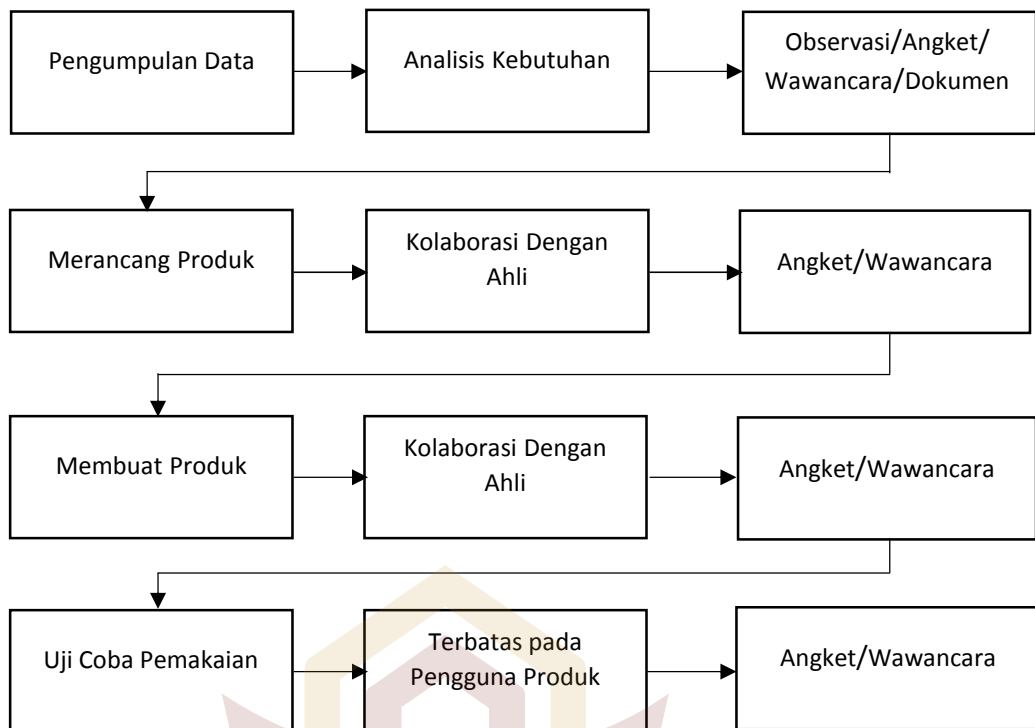 Pengumpulan Data
Analisis Kebutuhan
Observasi/Angket/
Wawancara/Dokumen
Merancang Produk
Kolaborasi Dengan
Ahli
Angket/Wawancara
Membuat Produk
Kolaborasi Dengan
Ahli
Angket/Wawancara
Uji Coba Pemakaian
Terbatas pada
Pengguna Produk
Angket/Wawancara